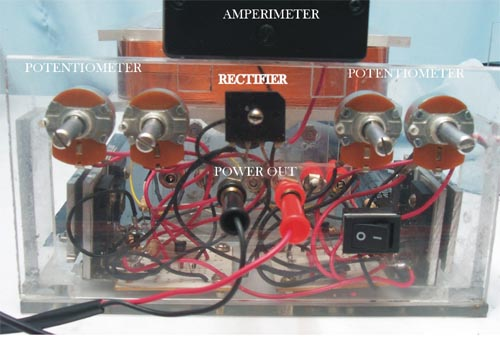 AMPERIMETER
POTENTIOMETER
RECTIFIER
POTENTIOMETER
POWER OUT
O I